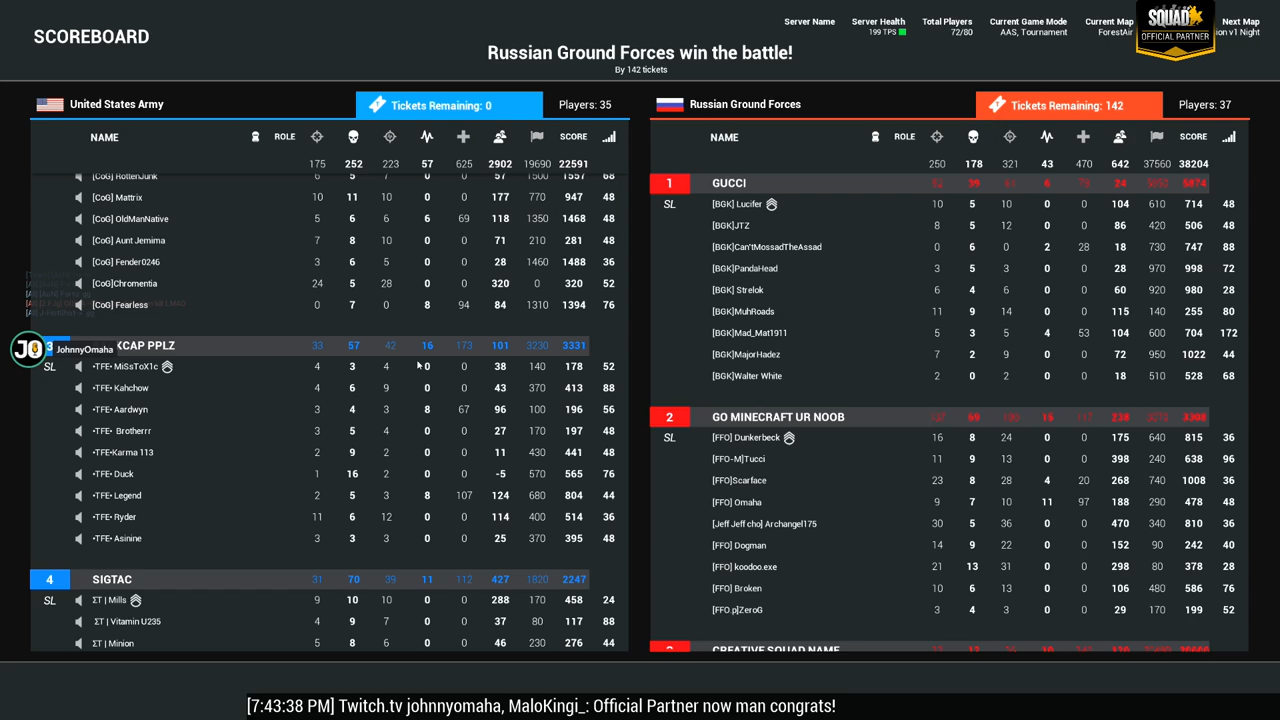 SCOREBOARD
Server Name
Server Health
199 TPS
Total Players
72/80
Current Game Mode
AAS, Tournament
Current Map
ForestAir
SQUAD
OFFICIAL PARTNER
Next Map
on v1 Night
Russian Ground Forces win the battle!
By 142 tickets
United States Army
Tickets Remaining: 0
Players: 35
NAME ROLE SCORE
175 252 223 57 625 2902 19690 22591
[CoG] RottenJunk 6 5 7 0 0 57 1500 1557 68
[CoG] Mattrix 10 11 10 0 0 177 770 947 48
[CoG] OldManNative 5 6 6 6 69 118 1350 1468 48
[CoG] Aunt Jemima 7 8 10 0 0 71 210 281 48
[CoG] Fender0246 3 6 5 0 0 28 1460 1488 36
[CoG]Chromentia 24 5 28 0 0 320 0 320 52
[CoG] Fearless 0 7 0 8 94 84 1310 1394 76
JO JohnnyOmaha
3 KCAP PPLZ 33 57 42 16 173 101 3230 3331
SL •TFE• MiSsToX1c 4 3 4 0 0 38 140 178 52
•TFE• Kahchow 4 6 9 0 0 43 370 413 88
•TFE• Aardwyn 3 4 3 8 67 96 100 196 56
•TFE• Brotherrr 3 5 4 0 0 27 170 197 48
•TFE•Karma 113 2 9 2 0 0 11 430 441 48
•TFE• Duck 1 16 2 0 0 -5 570 565 76
•TFE• Legend 2 5 3 8 107 124 680 804 44
•TFE• Ryder 11 6 12 0 0 114 400 514 36
•TFE• Asinine 3 3 3 0 0 25 370 395 48
4 SIGTAC 31 70 39 11 112 427 1820 2247
SL ΣT | Mills 9 10 10 0 0 288 170 458 24
ΣT | Vitamin U235 4 9 7 0 0 37 80 117 88
ΣT | Minion 5 8 6 0 0 46 230 276 44
Russian Ground Forces
Tickets Remaining: 142
Players: 37
NAME ROLE SCORE
250 178 321 43 470 642 37560 38204
1 GUCCI 39 6 24 5874
SL [BGK] Lucifer 10 5 10 0 0 104 610 714 48
[BGK]JTZ 8 5 12 0 0 86 420 506 48
[BGK]Can'tMossadTheAssad 0 6 0 2 28 18 730 747 88
[BGK]PandaHead 3 5 3 0 0 28 970 998 72
[BGK] Strelok 6 4 6 0 0 60 920 980 28
[BGK]MuhRoads 11 9 14 0 0 115 140 255 80
[BGK]Mad_Mat1911 5 3 5 4 53 104 600 704 172
[BGK]MajorHadez 7 2 9 0 0 72 950 1022 44
[BGK]Walter White 2 0 2 0 0 18 510 528 68
2 GO MINECRAFT UR NOOB 69 15 238
SL [FFO] Dunkerbeck 16 8 24 0 0 175 640 815 36
[FFO-M]Tucci 11 9 13 0 0 398 240 638 96
[FFO]Scarface 23 8 28 4 20 268 740 1008 36
[FFO] Omaha 9 7 10 11 97 188 290 478 48
[Jeff Jeff cho] Archangel175 30 5 36 0 0 470 340 810 36
[FFO] Dogman 14 9 22 0 0 152 90 242 40
[FFO] koodoo.exe 21 13 31 0 0 298 80 378 28
[FFO] Broken 10 6 13 0 0 106 480 586 76
[FFO.p]ZeroG 3 4 3 0 0 29 170 199 52
CREATIVE SQUAD NAME
[7:43:38 PM] Twitch.tv johnnyomaha, MaloKingi_: Official Partner now man congrats!